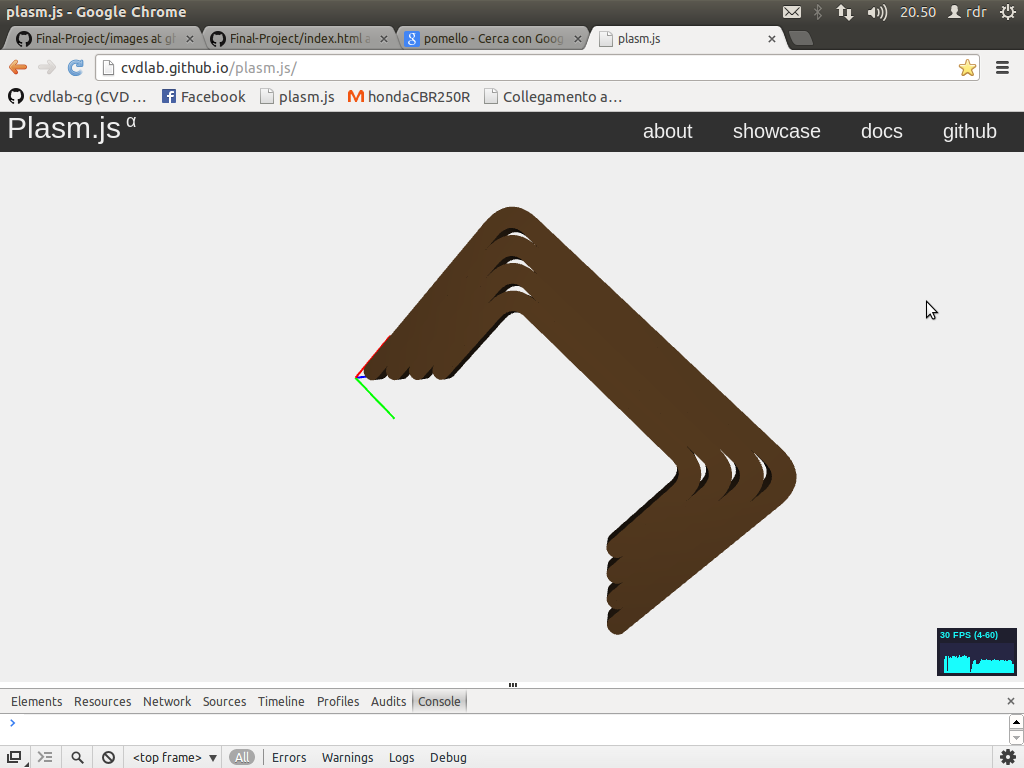 plasm.js - Google Chrome
20.50
rdr
Final-Project/images at gi
Final-Project/index.html a
pomello - Cerca con Goog
plasm.js
cvdlab.github.io/plasm.js/
cvdlab-cg (CVD ...
Facebook
plasm.js
hondaCBR250R
Collegamento a...
Plasm.js α
about
showcase
docs
github
30 FPS (4-60)
Elements
Resources
Network
Sources
Timeline
Profiles
Audits
Console
<top frame>
All
Errors
Warnings
Logs
Debug